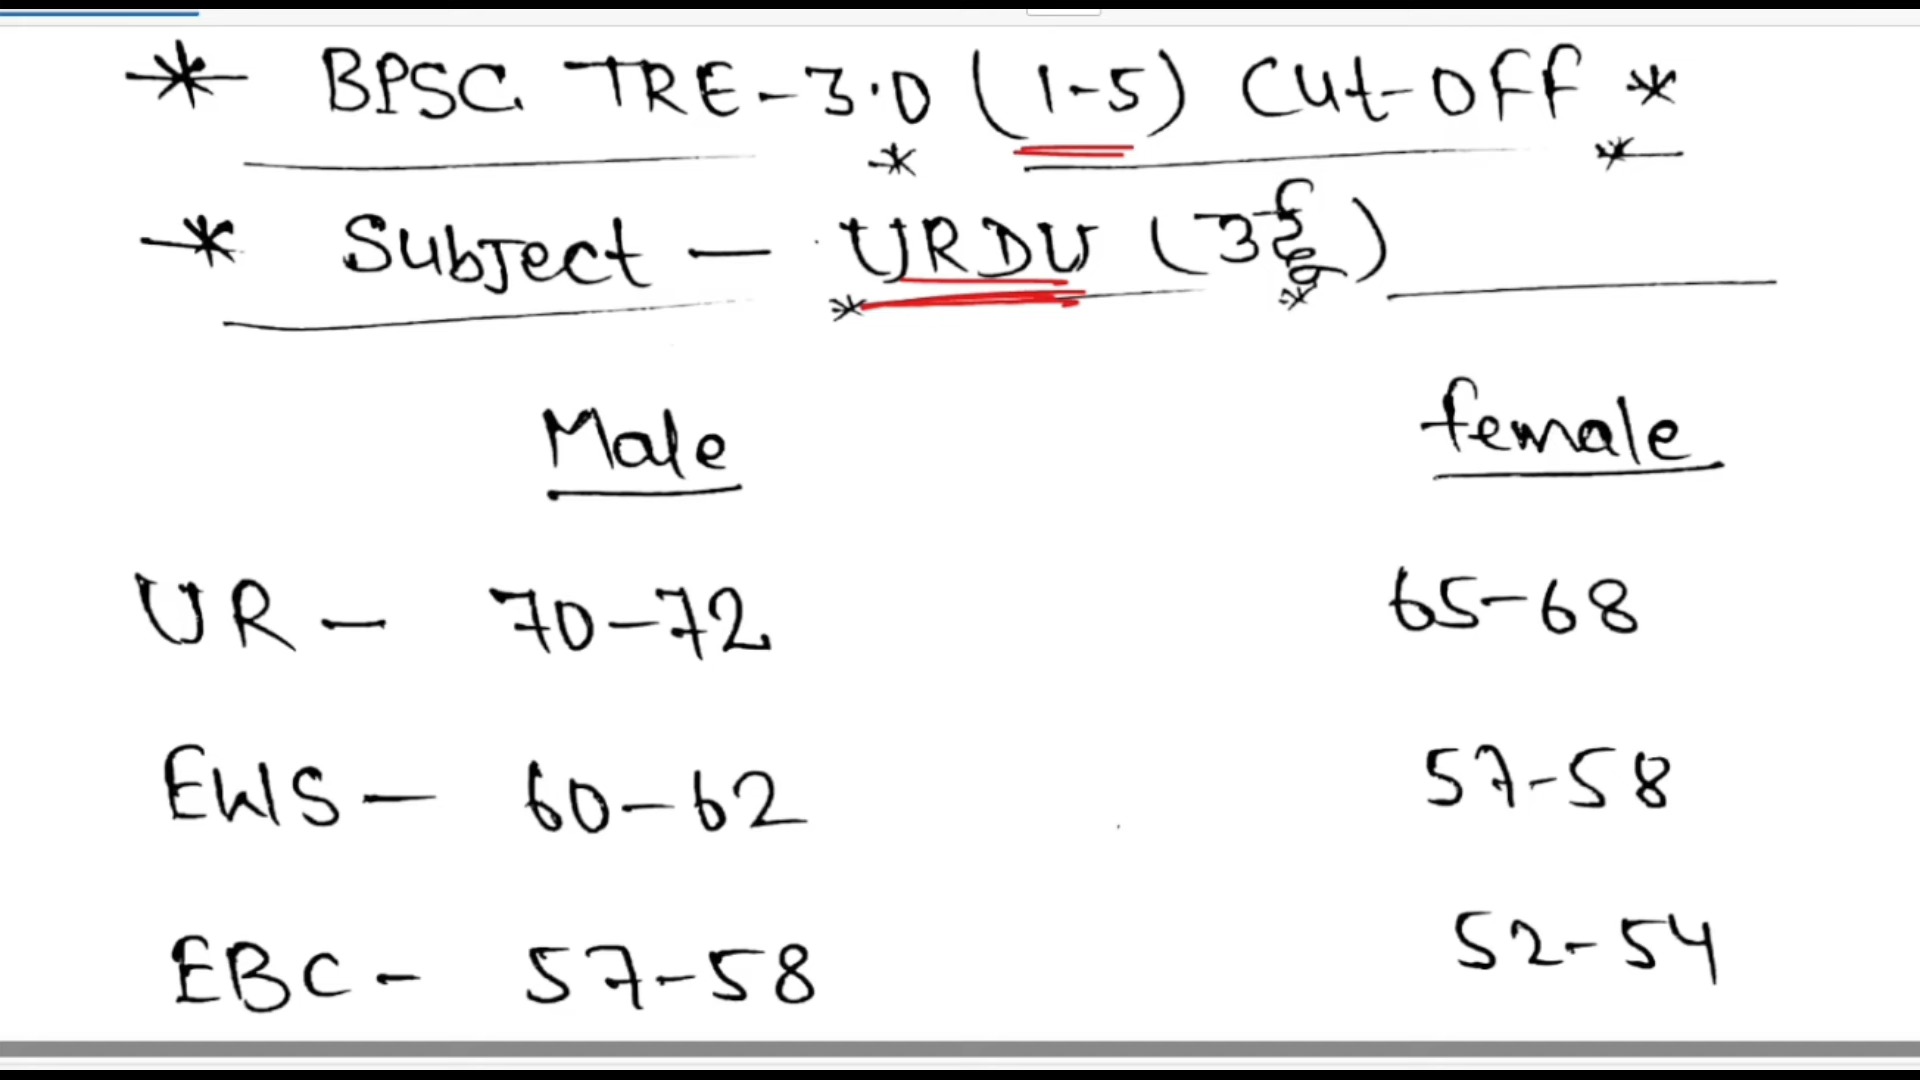 * BPSC TRE-3.0 (1-5) Cut-OFF *
* Subject - URDU (उर्दू)
Male female
UR - 70-72 65-68
EWS - 60-62 57-58
EBC - 57-58 52-54